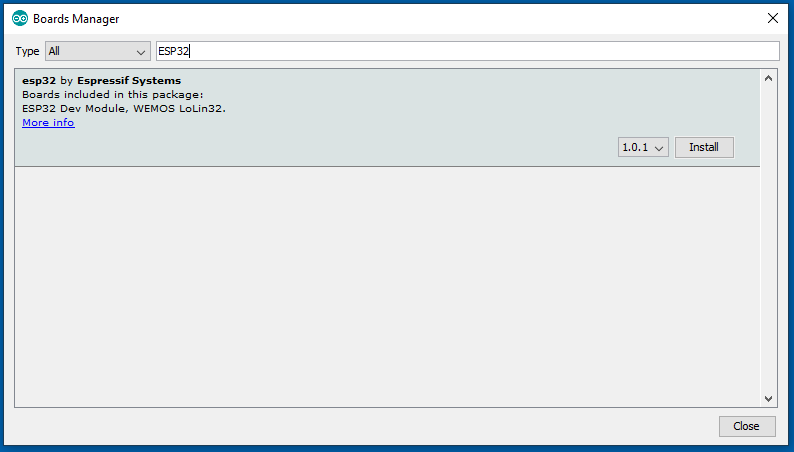 Boards Manager
Type All ESP32
esp32 by Espressif Systems
Boards included in this package:
ESP32 Dev Module, WEMOS LoLin32.
More info
1.0.1 Install
Close